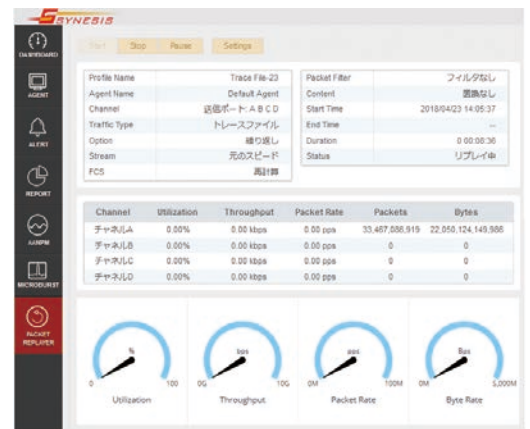 SYNESIS
DASHBOARD
AGENT
ALERT
REPORT
AANPM
MICROBURST
PACKET REPLAYER
Start Stop Pause Settings
Profile Name Trace File-23
Agent Name Default Agent
Channel 送信ポート: A B C D
Traffic Type トレースファイル
Option 繰り返し
Stream 元のスピード
FCS 再計算
Packet Filter フィルタなし
Content 置換なし
Start Time 2018/04/23 14:05:37
End Time --
Duration 0 00:08:36
Status リプレイ中
Channel Utilization Throughput Packet Rate Packets Bytes
チャネルA 0.00% 0.00 kbps 0.00 pps 33,467,088,919 22,050,124,149,986
チャネルB 0.00% 0.00 kbps 0.00 pps 0 0
チャネルC 0.00% 0.00 kbps 0.00 pps 0 0
チャネルD 0.00% 0.00 kbps 0.00 pps 0 0
% bps pps Bps
0 100 0G 10G 0M 100M 0M 5,000M
Utilization Throughput Packet Rate Byte Rate